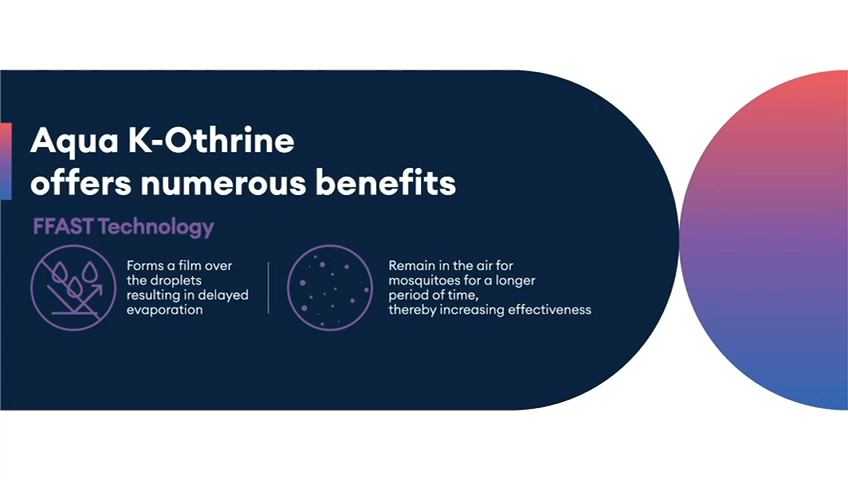 Aqua K-Othrine
offers numerous benefits
FFAST Technology
Forms a film over
the droplets
resulting in delayed
evaporation
Remain in the air for
mosquitoes for a longer
period of time,
thereby increasing effectiveness